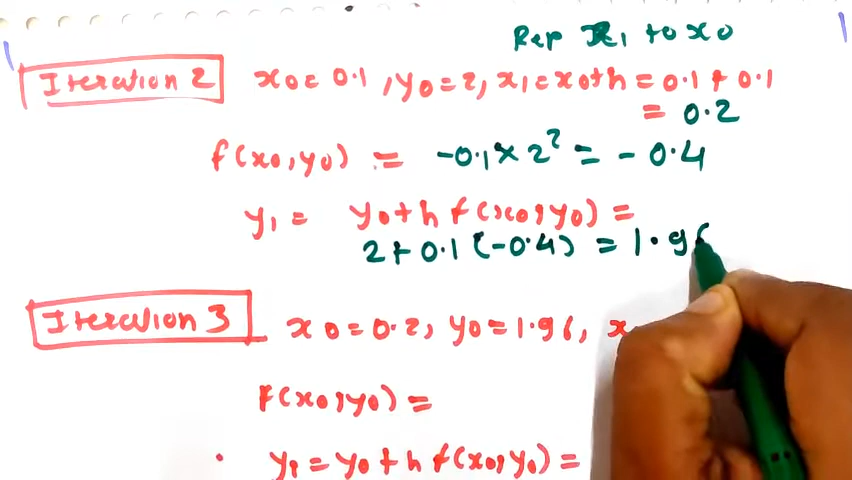 Rep x1 to x0
Iteration 2 x0=0.1, y0=2, x1=x0+h=0.1+0.1
= 0.2
f(x0,y0) = -0.1×2² = -0.4
y1 = y0+h f(x0,y0) =
2+0.1(-0.4) = 1.96
Iteration 3 x0=0.2, y0=1.96, x
f(x0,y0) =
y1=y0+h f(x0,y0) =